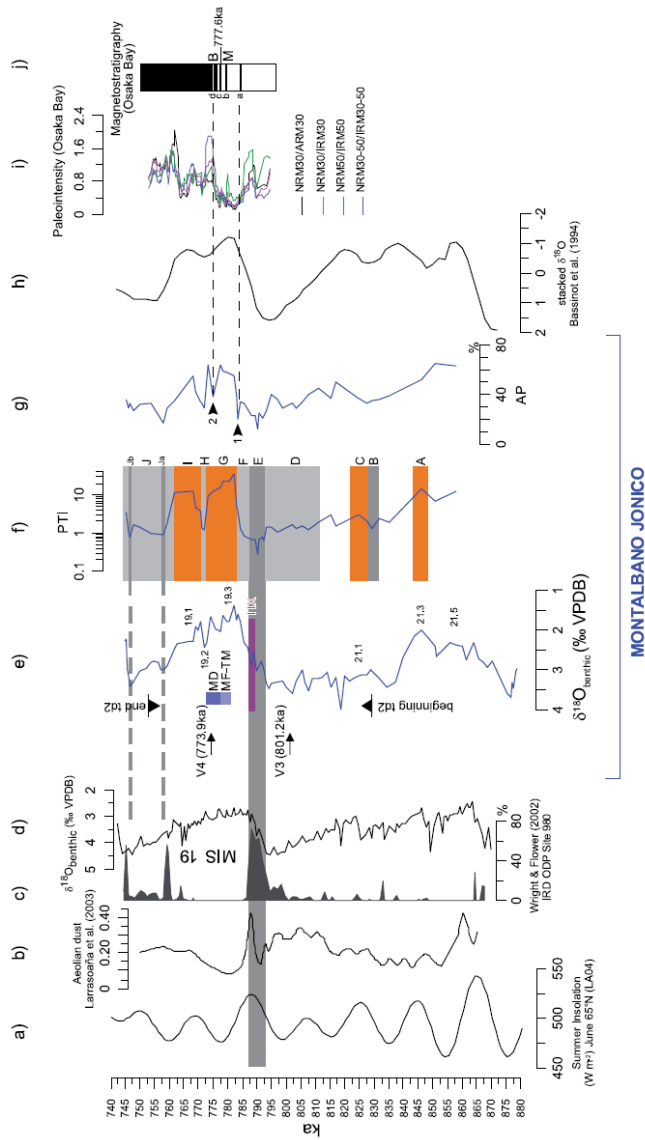 a)
b)
c)
d)
e)
f)
g)
h)
i)
j)
ka
740
745
750
755
760
765
770
775
780
785
790
795
800
805
810
815
820
825
830
835
840
845
850
855
860
865
870
875
880
450
500
550
Summer Insolation
(W m-²) June 65°N (LA04)
Aeolian dust
Larrasoaña et al. (2003)
0
0.20
0.40
0
20
40
60
80
%
Wright & Flower (2002)
IRD ODP Site 980
δ¹⁸Obenthic (‰ VPDB)
5
4
3
2
MIS 19
end td2
V4 (773.9ka)
MD
MF-TM
V3 (801.2ka)
beginning td2
19.1
19.2
19.3
21.1
21.3
21.5
4
3
2
1
δ¹⁸Obenthic (‰ VPDB)
PTI
0.1
1
10
Jb
J
Ja
I
H
G
F
E
D
C
B
A
2
1
0
40
80
%
AP
MONTALBANO JONICO
2
1
0
-1
-2
stacked δ¹⁸O
Bassinot et al. (1994)
Paleointensity (Osaka Bay)
0
0.6
1.2
1.8
2.4
NRM30/ARM30
NRM30/IRM30
NRM50/IRM50
NRM30-50/IRM30-50
Magnetostratigraphy
(Osaka Bay)
d
c
b
a
B
777.6ka
M